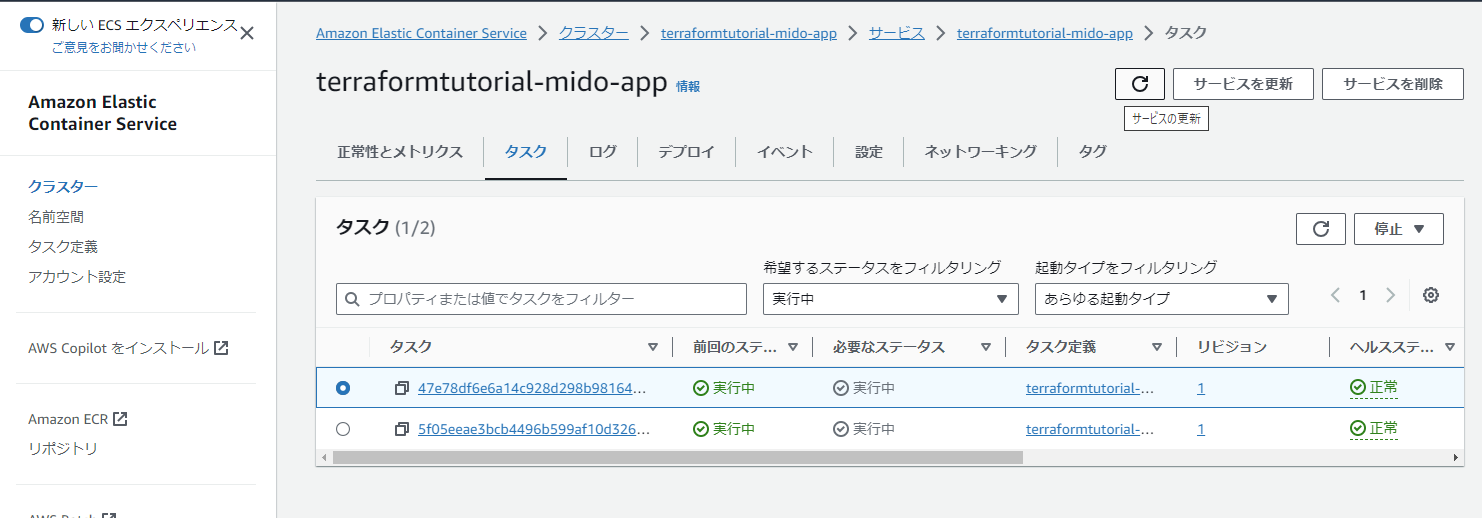 新しい ECS エクスペリエンス
ご意見をお聞かせください
Amazon Elastic
Container Service
クラスター
名前空間
タスク定義
アカウント設定
AWS Copilot をインストール
Amazon ECR
リポジトリ
Amazon Elastic Container Service
クラスター
terraformtutorial-mido-app
サービス
terraformtutorial-mido-app
タスク
terraformtutorial-mido-app 情報
サービスを更新 サービスを削除
サービスの更新
正常性とメトリクス タスク ログ デプロイ イベント 設定 ネットワーキング タグ
タスク (1/2)
停止
希望するステータスをフィルタリング 起動タイプをフィルタリング
プロパティまたは値でタスクをフィルター 実行中 あらゆる起動タイプ 1
タスク 前回のステ... 必要なステータス タスク定義 リビジョン ヘルスステ...
47e78df6e6a14c928d298b98164... 実行中 実行中 terraformtutorial-... 1 正常
5f05eeae3bcb4496b599af10d326... 実行中 実行中 terraformtutorial-... 1 正常